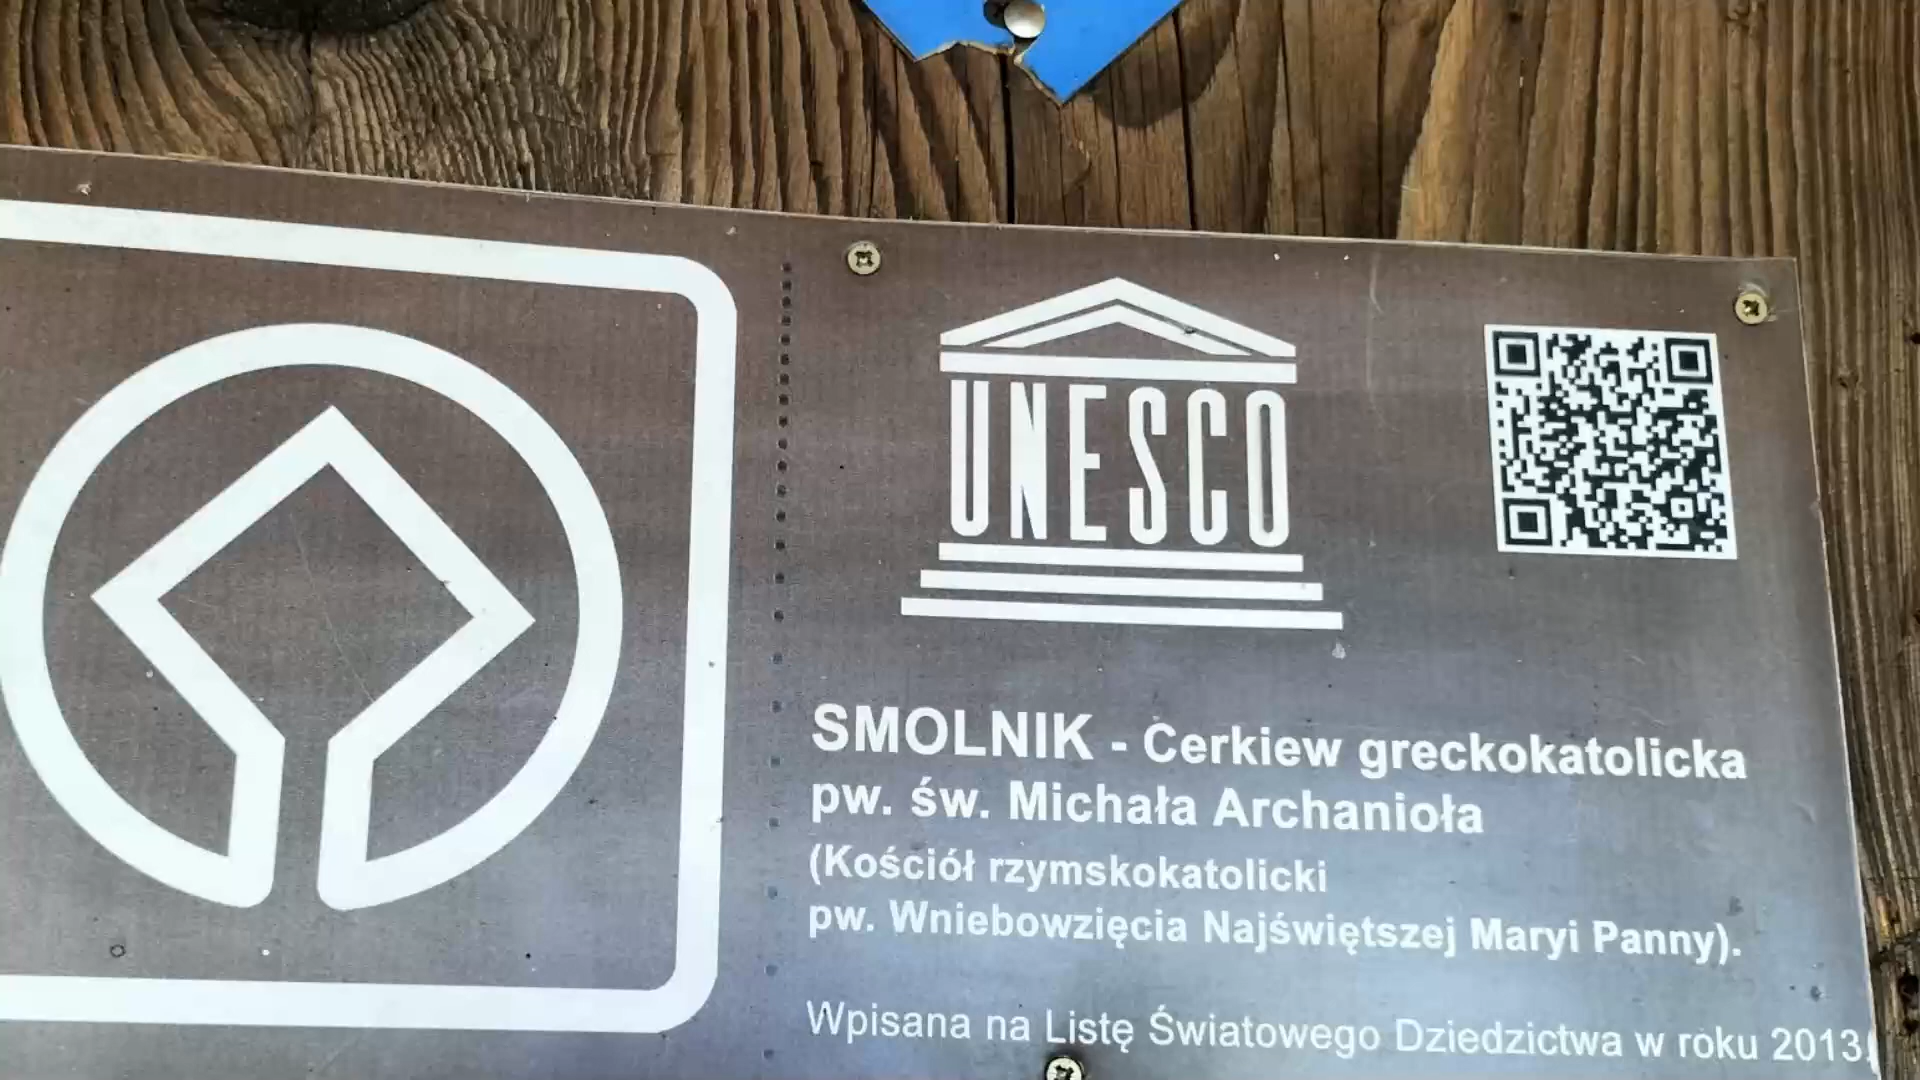 UNESCO
SMOLNIK - Cerkiew greckokatolicka
pw. św. Michała Archanioła
(Kościół rzymskokatolicki
pw. Wniebowzięcia Najświętszej Maryi Panny).
Wpisana na Listę Światowego Dziedzictwa w roku 2013.